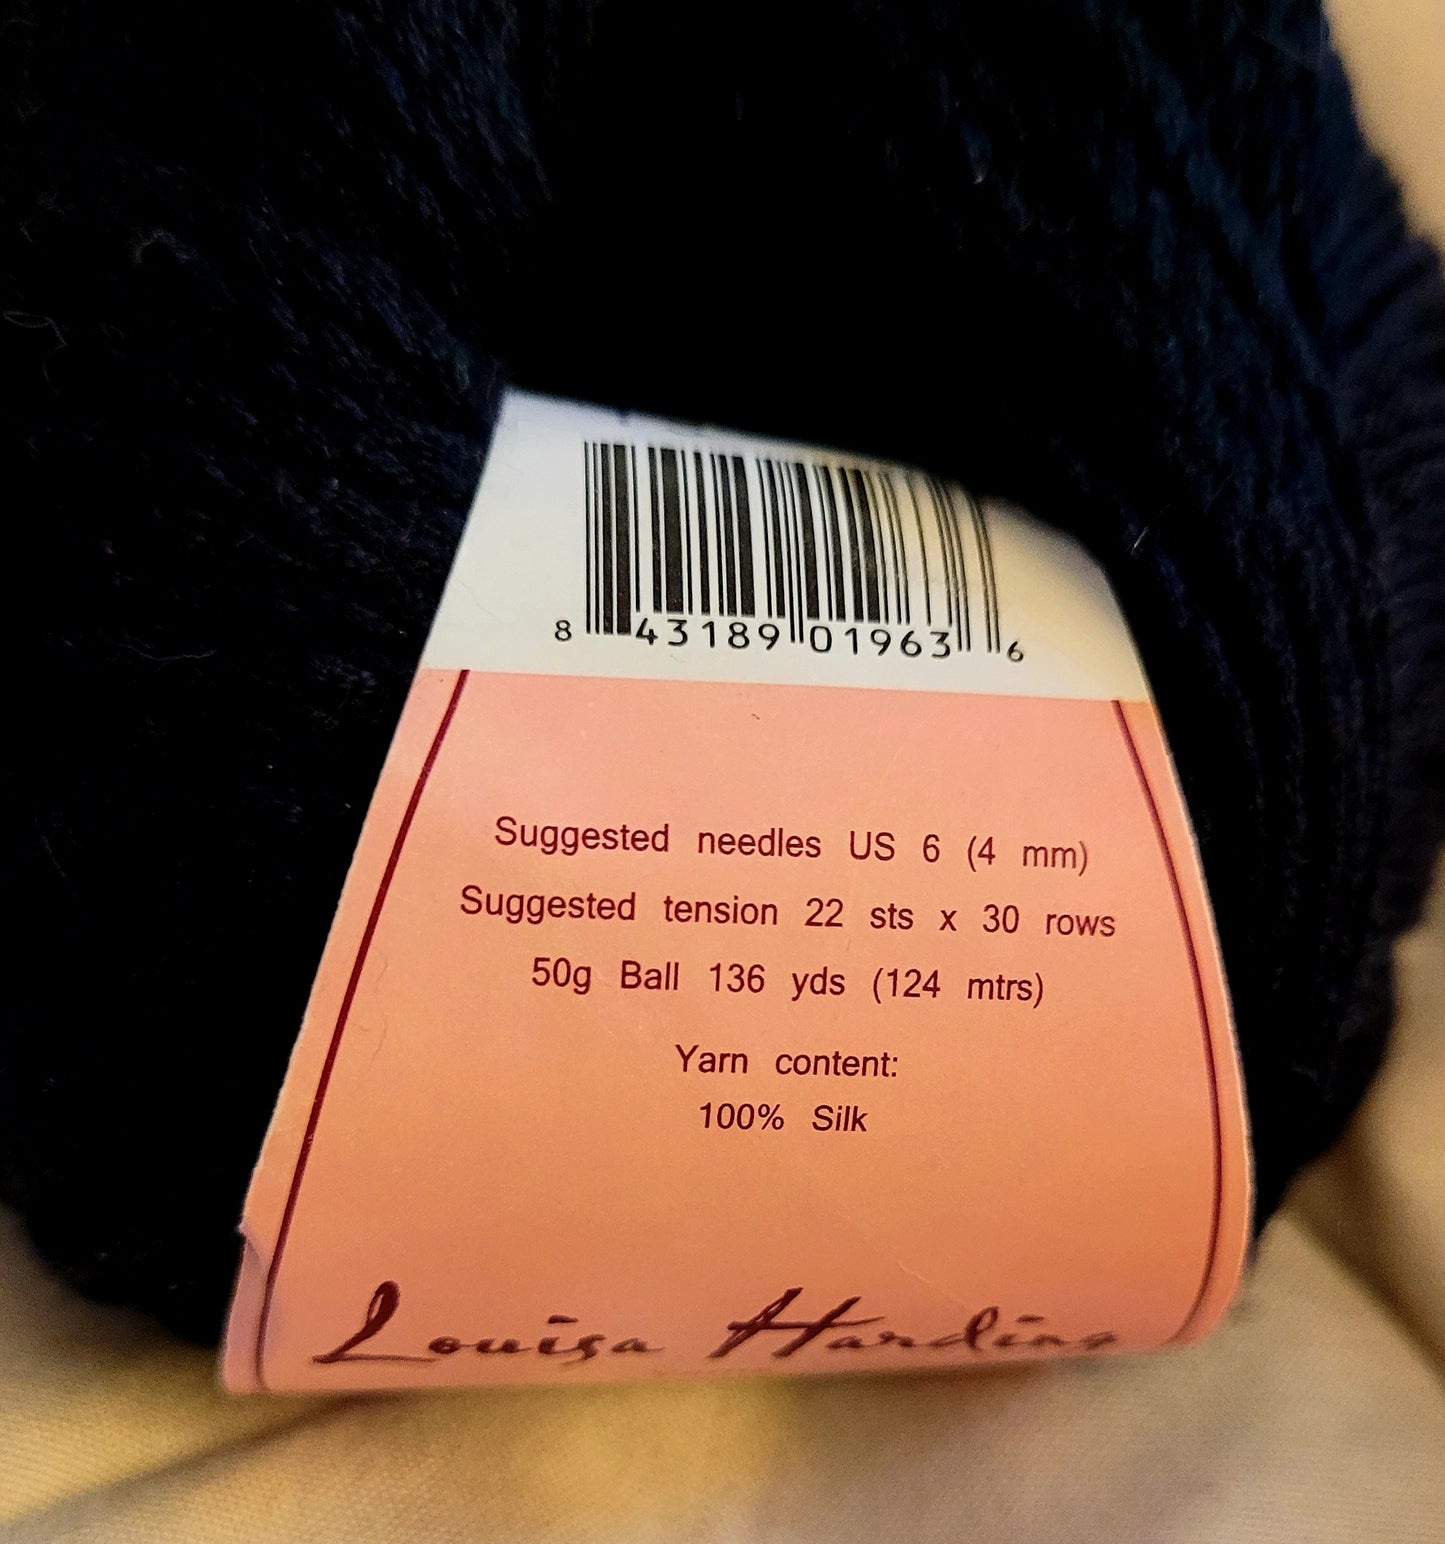 8 43189 01963 6
Suggested needles US 6 (4 mm)
Suggested tension 22 sts x 30 rows
50g Ball 136 yds (124 mtrs)
Yarn content:
100% Silk
Louisa Harding